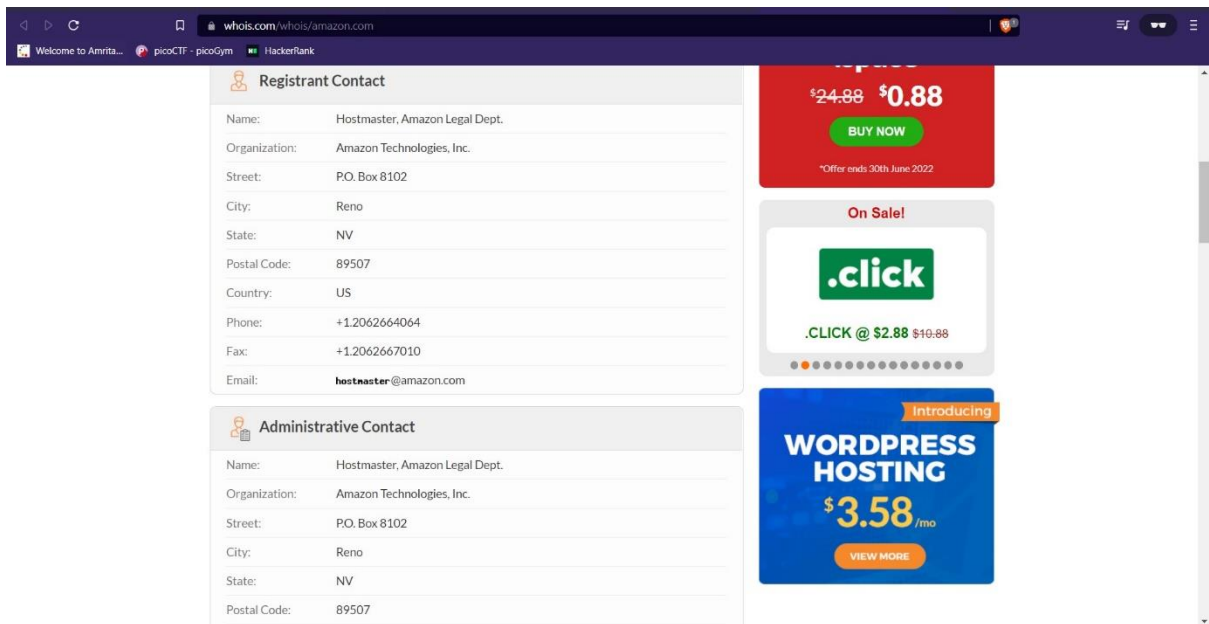 whois.com/whois/amazon.com
Welcome to Amrita... picoCTF - picoGym HackerRank
Registrant Contact
Name: Hostmaster, Amazon Legal Dept.
Organization: Amazon Technologies, Inc.
Street: P.O. Box 8102
City: Reno
State: NV
Postal Code: 89507
Country: US
Phone: +1.2062664064
Fax: +1.2062667010
Email: hostmaster@amazon.com
Administrative Contact
Name: Hostmaster, Amazon Legal Dept.
Organization: Amazon Technologies, Inc.
Street: P.O. Box 8102
City: Reno
State: NV
Postal Code: 89507
$24.88 $0.88
BUY NOW
*Offer ends 30th June 2022
On Sale!
.click
.CLICK @ $2.88 $10.88
Introducing
WORDPRESS
HOSTING
$3.58/mo
VIEW MORE